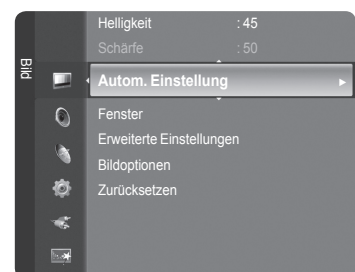 Helligkeit : 45
Schärfe : 50
Bild
Autom. Einstellung
Fenster
Erweiterte Einstellungen
Bildoptionen
Zurücksetzen